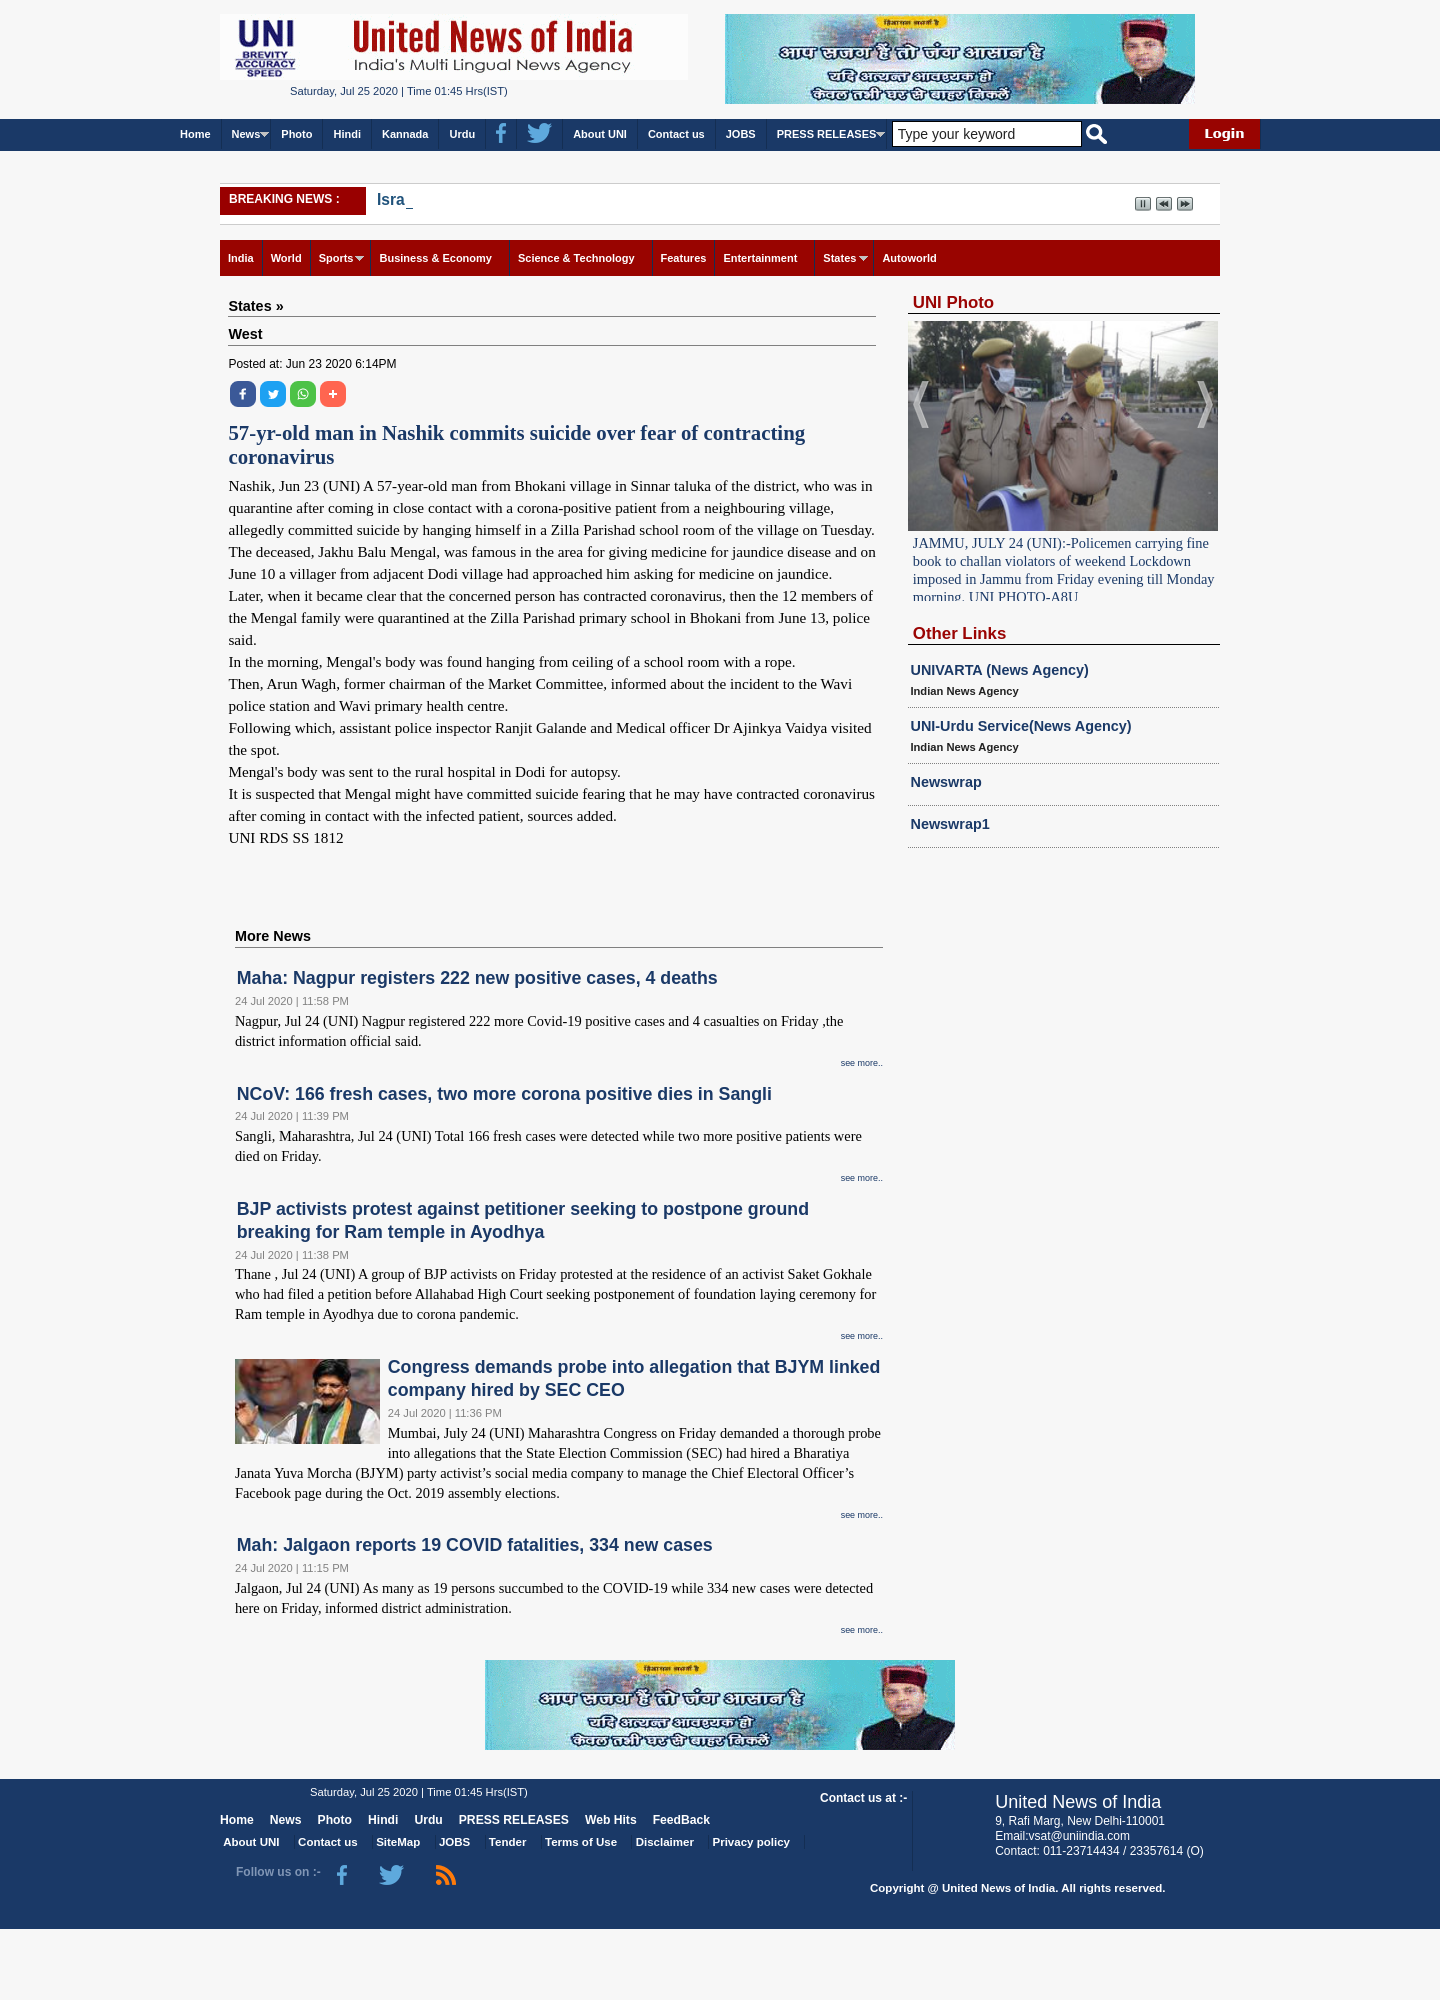 UNI
BREVITY
ACCURACY
SPEED
United News of India
India's Multi Lingual News Agency
Saturday, Jul 25 2020 | Time 01:45 Hrs(IST)
हिमाचल सरकार है
आप सजग हैं तो जंग आसान है
यदि अत्यन्त आवश्यक हो
केवल तभी घर से बाहर निकलें
Home News Photo Hindi Kannada Urdu About UNI Contact us JOBS PRESS RELEASES Type your keyword Login
BREAKING NEWS : Isra_
India World Sports Business & Economy Science & Technology Features Entertainment States Autoworld
States »
West
Posted at: Jun 23 2020 6:14PM
57-yr-old man in Nashik commits suicide over fear of contracting
coronavirus
Nashik, Jun 23 (UNI) A 57-year-old man from Bhokani village in Sinnar taluka of the district, who was in
quarantine after coming in close contact with a corona-positive patient from a neighbouring village,
allegedly committed suicide by hanging himself in a Zilla Parishad school room of the village on Tuesday.
The deceased, Jakhu Balu Mengal, was famous in the area for giving medicine for jaundice disease and on
June 10 a villager from adjacent Dodi village had approached him asking for medicine on jaundice.
Later, when it became clear that the concerned person has contracted coronavirus, then the 12 members of
the Mengal family were quarantined at the Zilla Parishad primary school in Bhokani from June 13, police
said.
In the morning, Mengal's body was found hanging from ceiling of a school room with a rope.
Then, Arun Wagh, former chairman of the Market Committee, informed about the incident to the Wavi
police station and Wavi primary health centre.
Following which, assistant police inspector Ranjit Galande and Medical officer Dr Ajinkya Vaidya visited
the spot.
Mengal's body was sent to the rural hospital in Dodi for autopsy.
It is suspected that Mengal might have committed suicide fearing that he may have contracted coronavirus
after coming in contact with the infected patient, sources added.
UNI RDS SS 1812
UNI Photo
JAMMU, JULY 24 (UNI):-Policemen carrying fine
book to challan violators of weekend Lockdown
imposed in Jammu from Friday evening till Monday
morning. UNI PHOTO-A8U
Other Links
UNIVARTA (News Agency)
Indian News Agency
UNI-Urdu Service(News Agency)
Indian News Agency
Newswrap
Newswrap1
More News
Maha: Nagpur registers 222 new positive cases, 4 deaths
24 Jul 2020 | 11:58 PM
Nagpur, Jul 24 (UNI) Nagpur registered 222 more Covid-19 positive cases and 4 casualties on Friday ,the
district information official said.
see more..
NCoV: 166 fresh cases, two more corona positive dies in Sangli
24 Jul 2020 | 11:39 PM
Sangli, Maharashtra, Jul 24 (UNI) Total 166 fresh cases were detected while two more positive patients were
died on Friday.
see more..
BJP activists protest against petitioner seeking to postpone ground
breaking for Ram temple in Ayodhya
24 Jul 2020 | 11:38 PM
Thane , Jul 24 (UNI) A group of BJP activists on Friday protested at the residence of an activist Saket Gokhale
who had filed a petition before Allahabad High Court seeking postponement of foundation laying ceremony for
Ram temple in Ayodhya due to corona pandemic.
see more..
Congress demands probe into allegation that BJYM linked
company hired by SEC CEO
24 Jul 2020 | 11:36 PM
Mumbai, July 24 (UNI) Maharashtra Congress on Friday demanded a thorough probe
into allegations that the State Election Commission (SEC) had hired a Bharatiya
Janata Yuva Morcha (BJYM) party activist’s social media company to manage the Chief Electoral Officer’s
Facebook page during the Oct. 2019 assembly elections.
see more..
Mah: Jalgaon reports 19 COVID fatalities, 334 new cases
24 Jul 2020 | 11:15 PM
Jalgaon, Jul 24 (UNI) As many as 19 persons succumbed to the COVID-19 while 334 new cases were detected
here on Friday, informed district administration.
see more..
आप सजग हैं तो जंग आसान है
यदि अत्यन्त आवश्यक हो
केवल तभी घर से बाहर निकलें
Saturday, Jul 25 2020 | Time 01:45 Hrs(IST)
Home News Photo Hindi Urdu PRESS RELEASES Web Hits FeedBack
About UNI Contact us SiteMap JOBS Tender Terms of Use Disclaimer Privacy policy
Follow us on :-
Contact us at :-
United News of India
9, Rafi Marg, New Delhi-110001
Email:vsat@uniindia.com
Contact: 011-23714434 / 23357614 (O)
Copyright @ United News of India. All rights reserved.